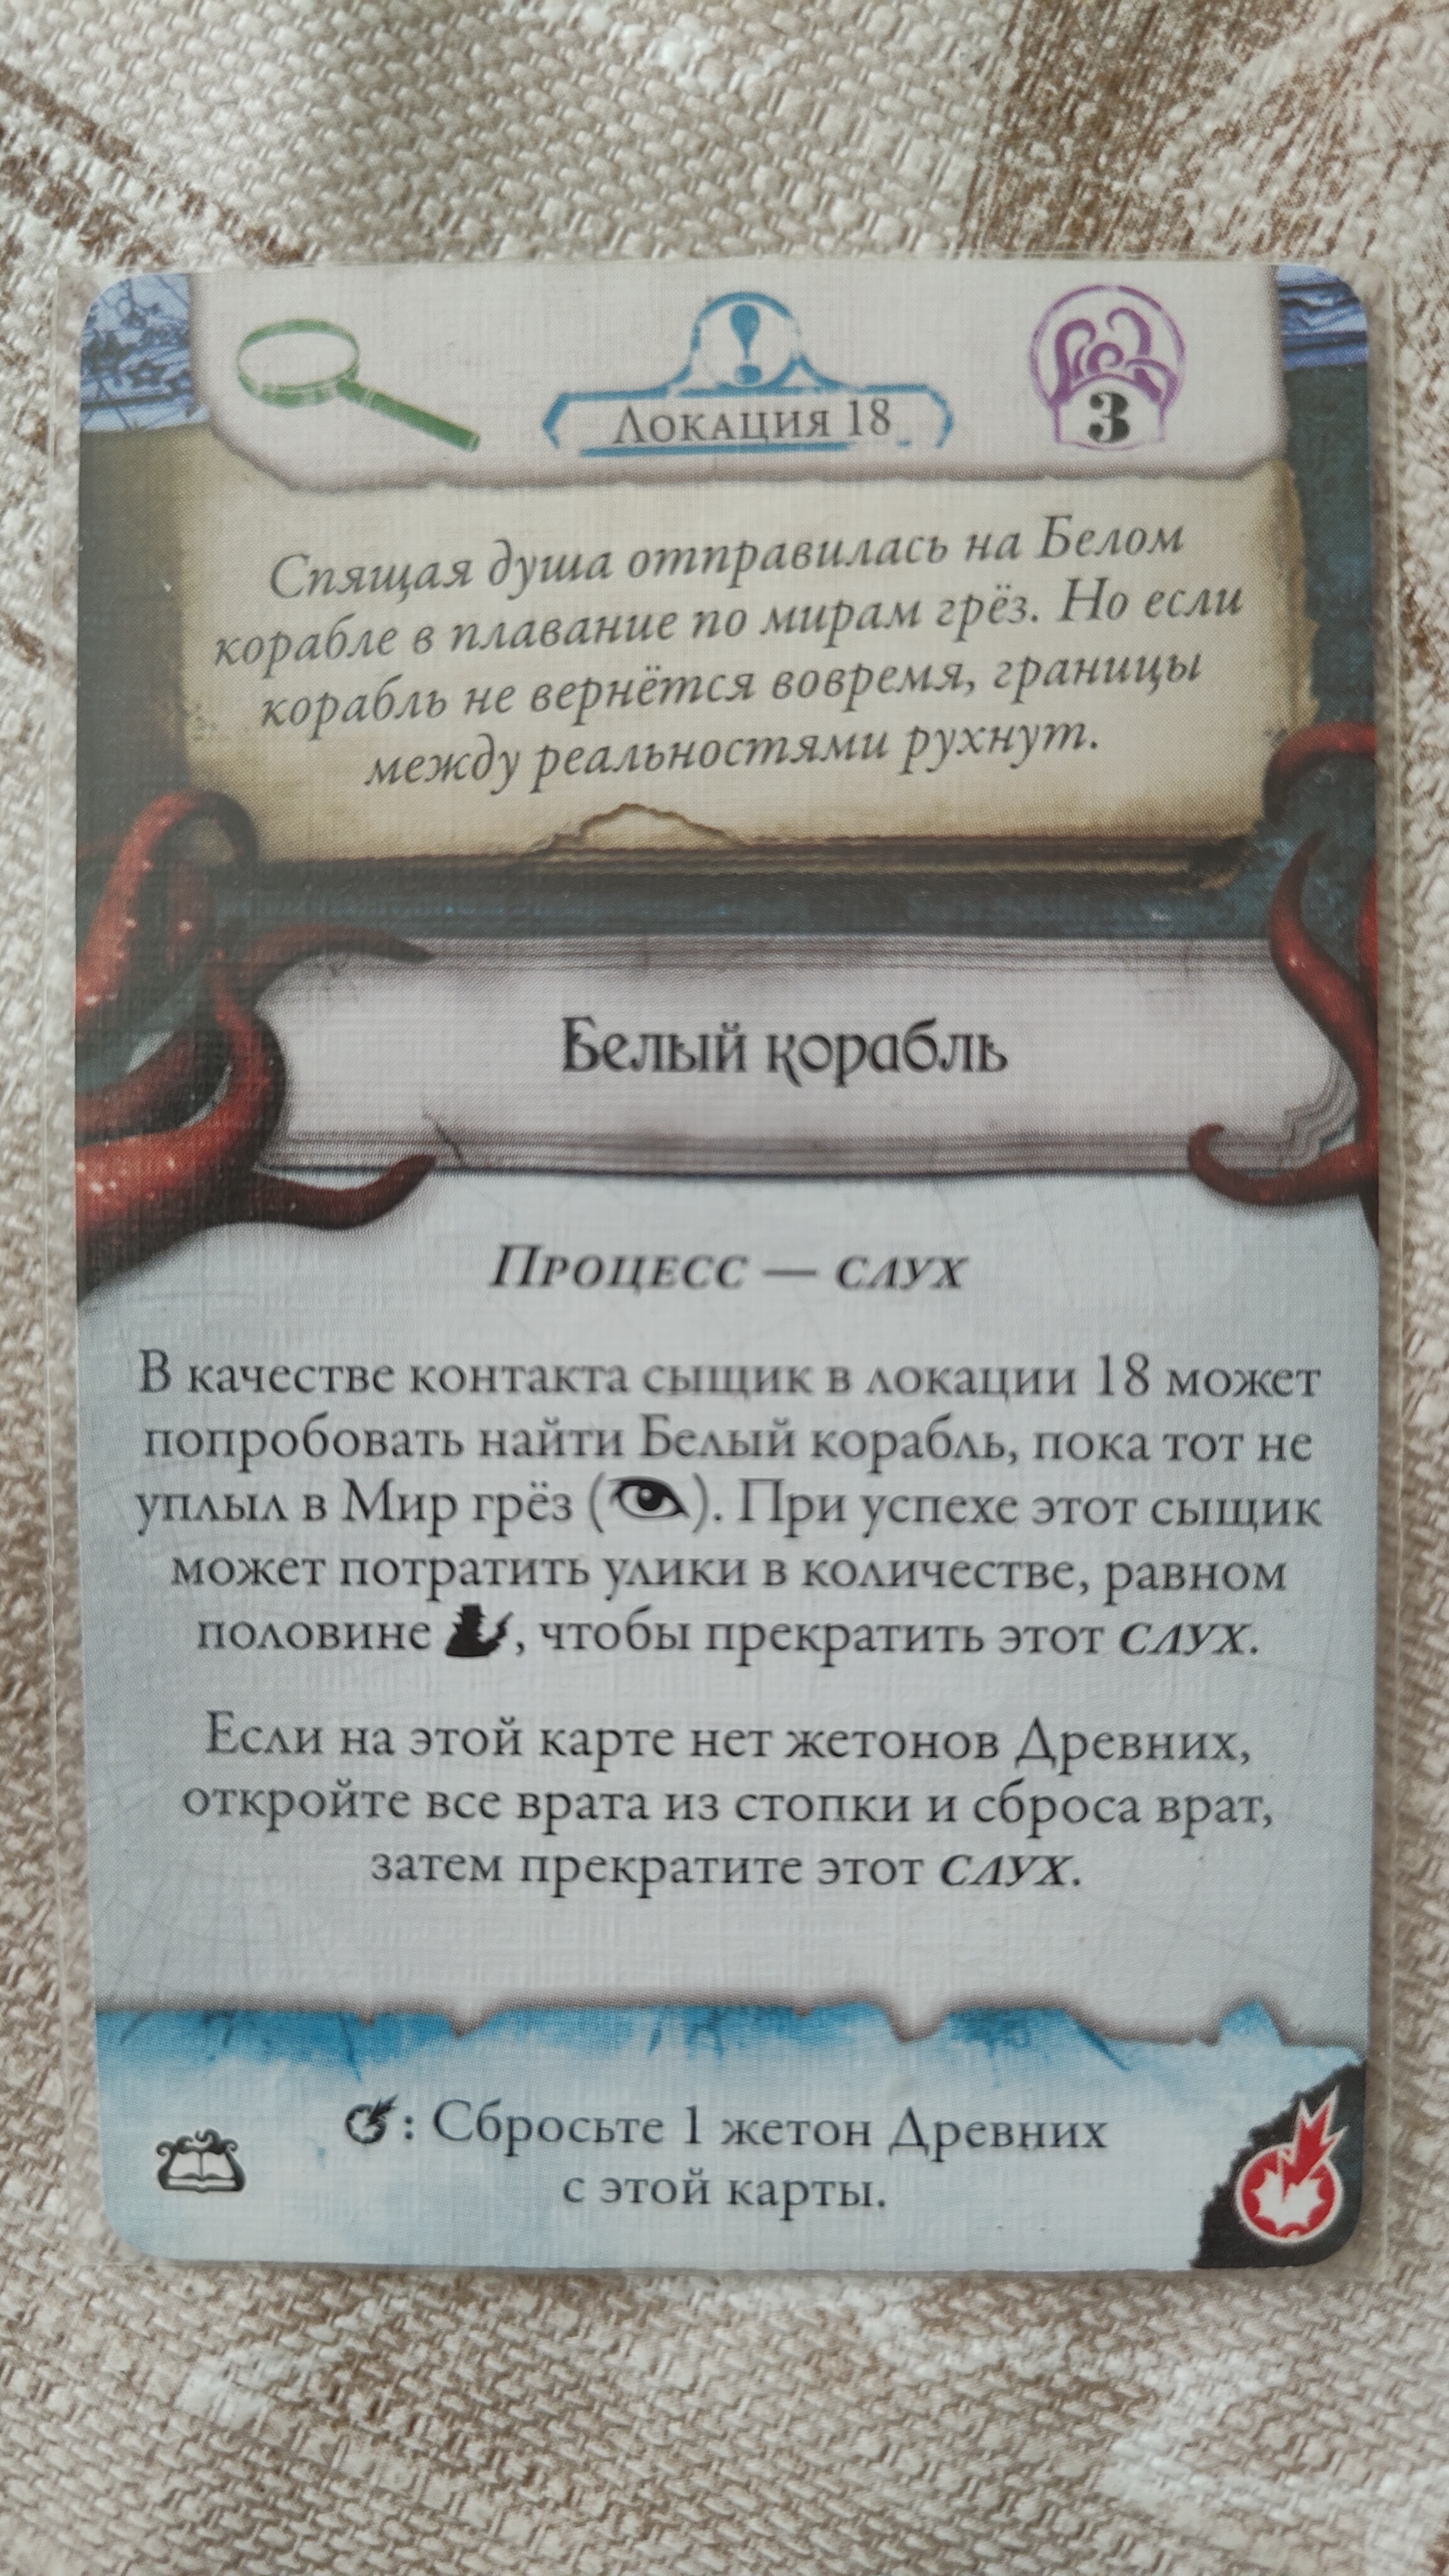 Локация 18
3
Спящая душа отправилась на Белом
корабле в плавание по мирам грёз. Но если
корабль не вернётся вовремя, границы
между реальностями рухнут.
Белый корабль
Процесс — слух
В качестве контакта сыщик в локации 18 может
попробовать найти Белый корабль, пока тот не
уплыл в Мир грёз ( ). При успехе этот сыщик
может потратить улики в количестве, равном
половине , чтобы прекратить этот слух.
Если на этой карте нет жетонов Древних,
откройте все врата из стопки и сброса врат,
затем прекратите этот слух.
: Сбросьте 1 жетон Древних
с этой карты.